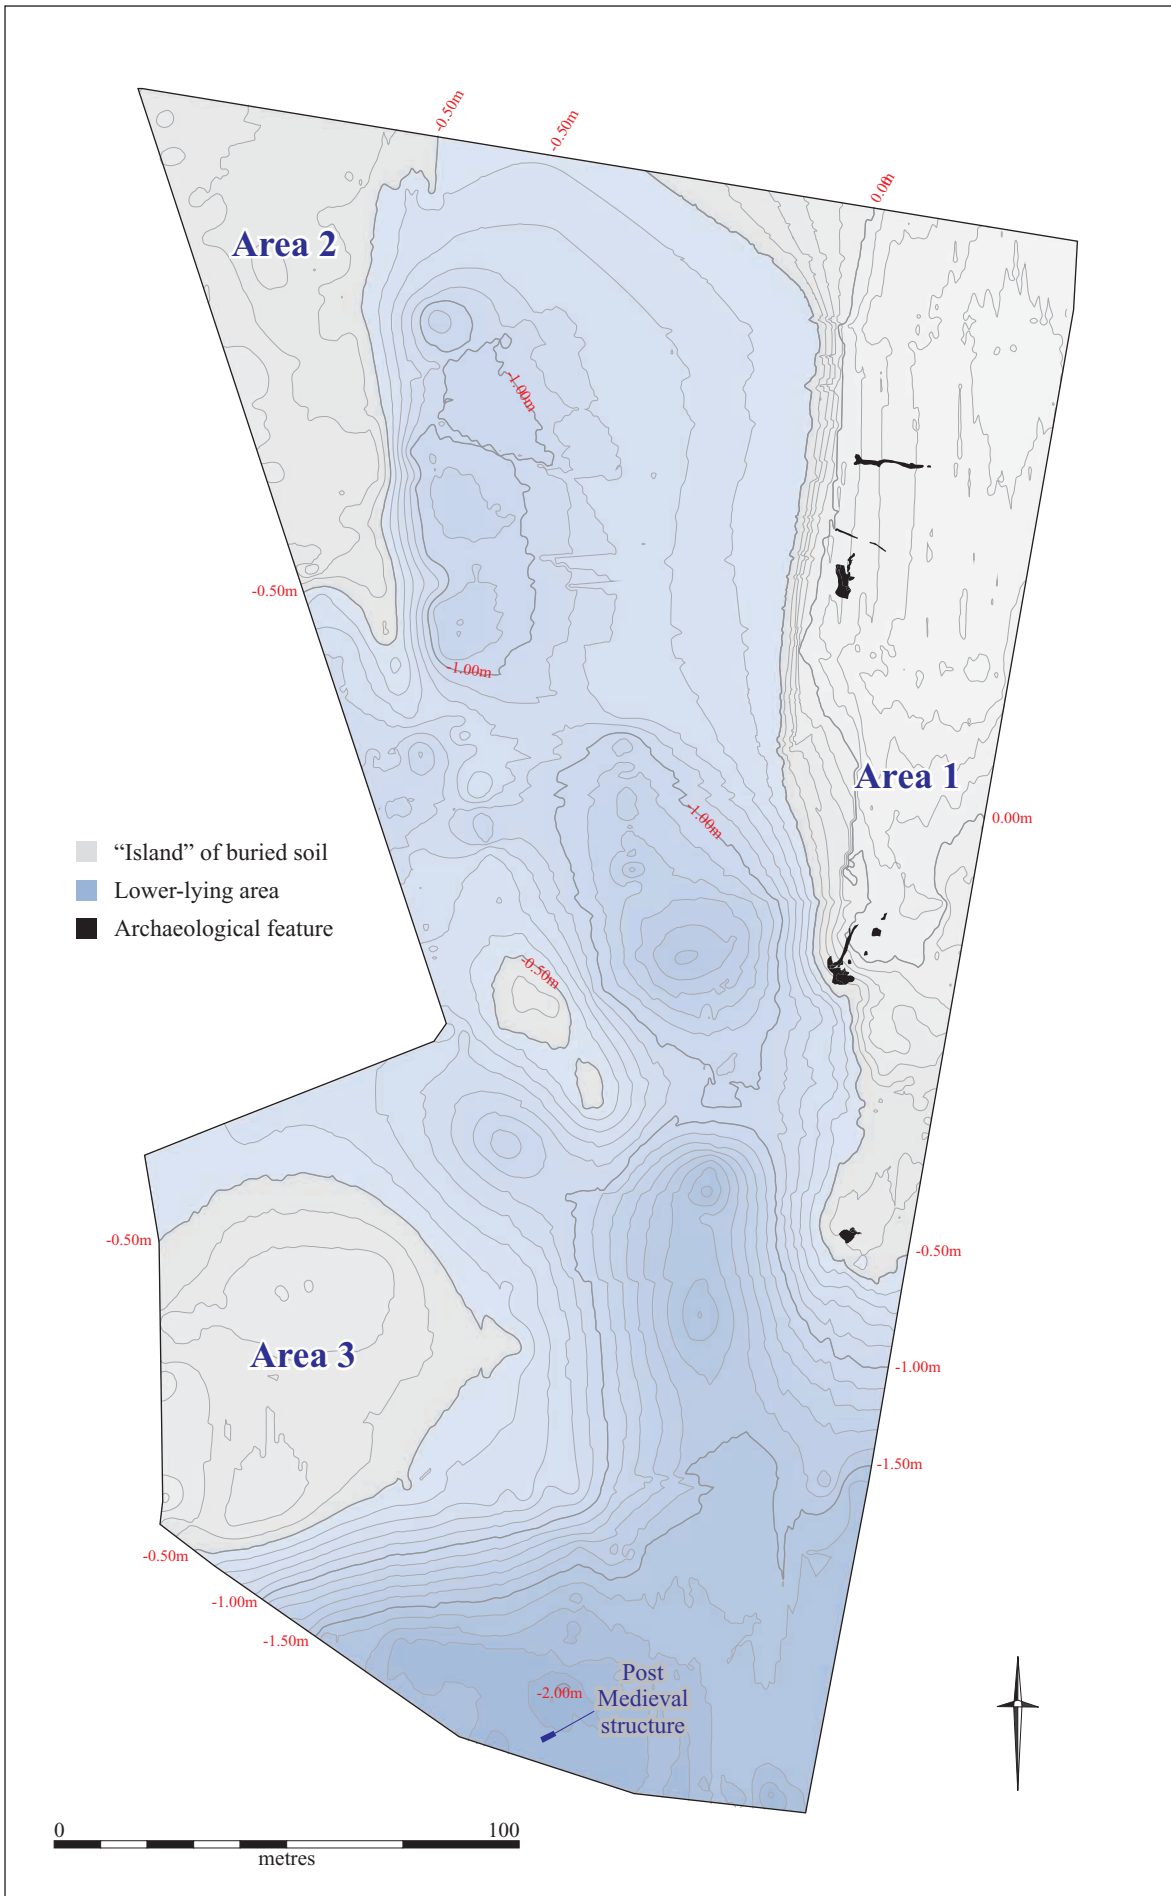 -0.50m
-0.50m
0.00m
Area 2
-1.00m
-0.50m
-1.00m
Area 1
-1.00m
0.00m
“Island” of buried soil
Lower-lying area
Archaeological feature
-0.50m
-0.50m
-0.50m
Area 3
-1.00m
-1.50m
-0.50m
-1.00m
-1.50m
-2.00m
Post
Medieval
structure
0 100
metres